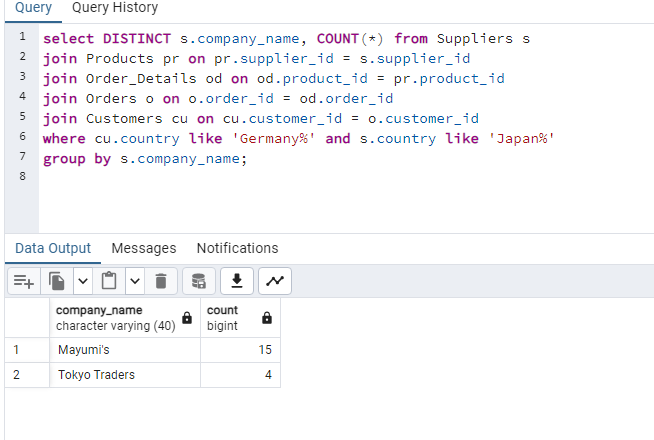 Query Query History
1 select DISTINCT s.company_name, COUNT(*) from Suppliers s
2 join Products pr on pr.supplier_id = s.supplier_id
3 join Order_Details od on od.product_id = pr.product_id
4 join Orders o on o.order_id = od.order_id
5 join Customers cu on cu.customer_id = o.customer_id
6 where cu.country like 'Germany%' and s.country like 'Japan%'
7 group by s.company_name;
8
Data Output Messages Notifications
company_name count
character varying (40) bigint
1 Mayumi's 15
2 Tokyo Traders 4